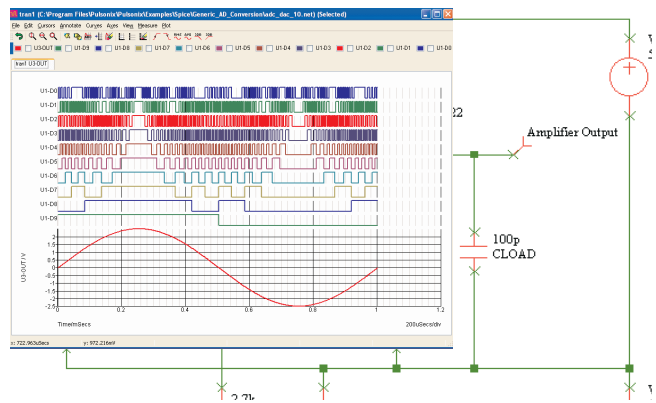 tran1 (C:\Program Files\Pulsonix\Pulsonix\Examples\Spice\Generic_AD_Conversion\adc_dac_10.net) (Selected)
File Edit Cursors Annotate Curves Axes View Measure Plot
U3-OUT U1-D9 U1-D8 U1-D7 U1-D6 U1-D5 U1-D4 U1-D3 U1-D2 U1-D1 U1-D0
tran1 U3-OUT
U1-D0
U1-D1
U1-D2
U1-D3
U1-D4
U1-D5
U1-D6
U1-D7
U1-D8
U1-D9
U3-OUT / V
2
1.5
1
0.5
0
-0.5
-1
-1.5
-2
-2.5
0 0.2 0.4 0.6 0.8 1 1.2
Time/mSecs 200uSecs/div
x: 722.963uSecs y: 972.216mV
22
Amplifier Output
100p
CLOAD
2.7k